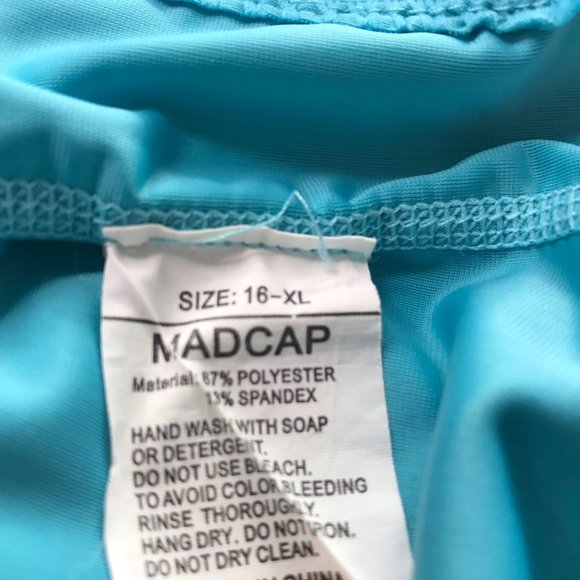 SIZE: 16-XL
MADCAP
Material: 87% POLYESTER
13% SPANDEX
HAND WASH WITH SOAP
OR DETERGENT.
DO NOT USE BLEACH.
TO AVOID COLOR BLEEDING
RINSE THOROUGHLY.
HANG DRY. DO NOT IRON.
DO NOT DRY CLEAN.
CHINA